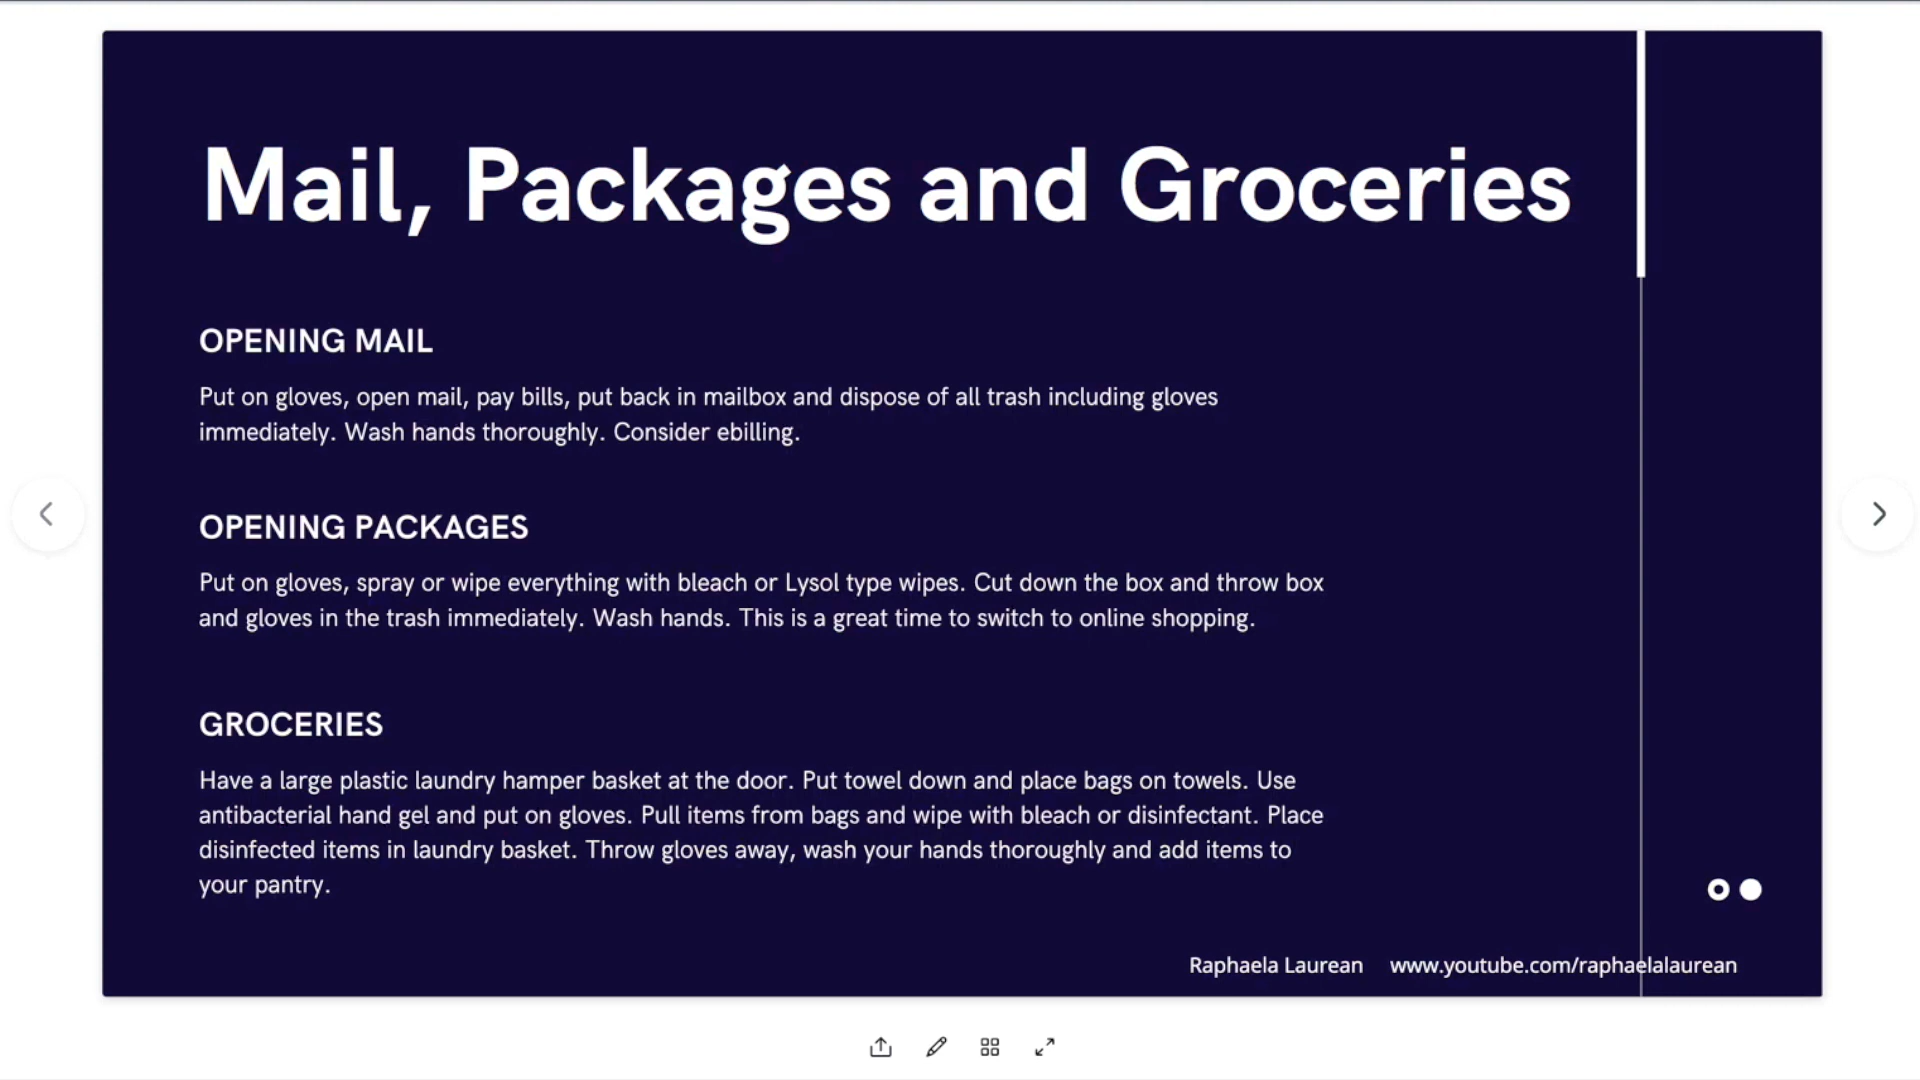 Mail, Packages and Groceries
OPENING MAIL
Put on gloves, open mail, pay bills, put back in mailbox and dispose of all trash including gloves
immediately. Wash hands thoroughly. Consider ebilling.
OPENING PACKAGES
Put on gloves, spray or wipe everything with bleach or Lysol type wipes. Cut down the box and throw box
and gloves in the trash immediately. Wash hands. This is a great time to switch to online shopping.
GROCERIES
Have a large plastic laundry hamper basket at the door. Put towel down and place bags on towels. Use
antibacterial hand gel and put on gloves. Pull items from bags and wipe with bleach or disinfectant. Place
disinfected items in laundry basket. Throw gloves away, wash your hands thoroughly and add items to
your pantry.
Raphaela Laurean www.youtube.com/raphaelalaurean